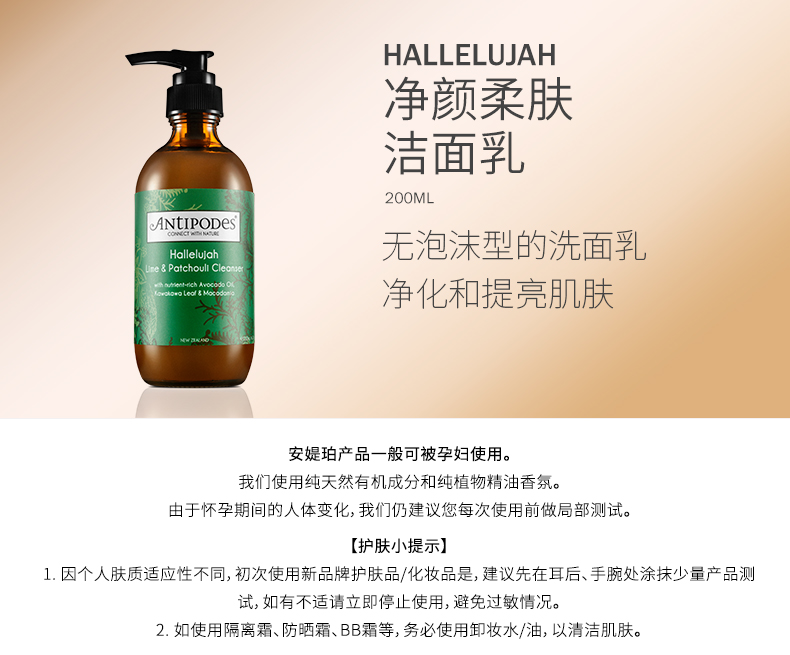 HALLELUJAH
净颜柔肤
洁面乳
200ML
无泡沫型的洗面乳
净化和提亮肌肤
ANTIPODES
CONNECT WITH NATURE
Hallelujah
Lime & Patchouli Cleanser
with nutrient-rich Avocado Oil,
Kawakawa Leaf & Macadamia
NEW ZEALAND
安媞珀产品一般可被孕妇使用。
我们使用纯天然有机成分和纯植物精油香氛。
由于怀孕期间的人体变化,我们仍建议您每次使用前做局部测试。
【护肤小提示】
1. 因个人肤质适应性不同,初次使用新品牌护肤品/化妆品是,建议先在耳后、手腕处涂抹少量产品测
试,如有不适请立即停止使用,避免过敏情况。
2. 如使用隔离霜、防晒霜、BB霜等,务必使用卸妆水/油,以清洁肌肤。